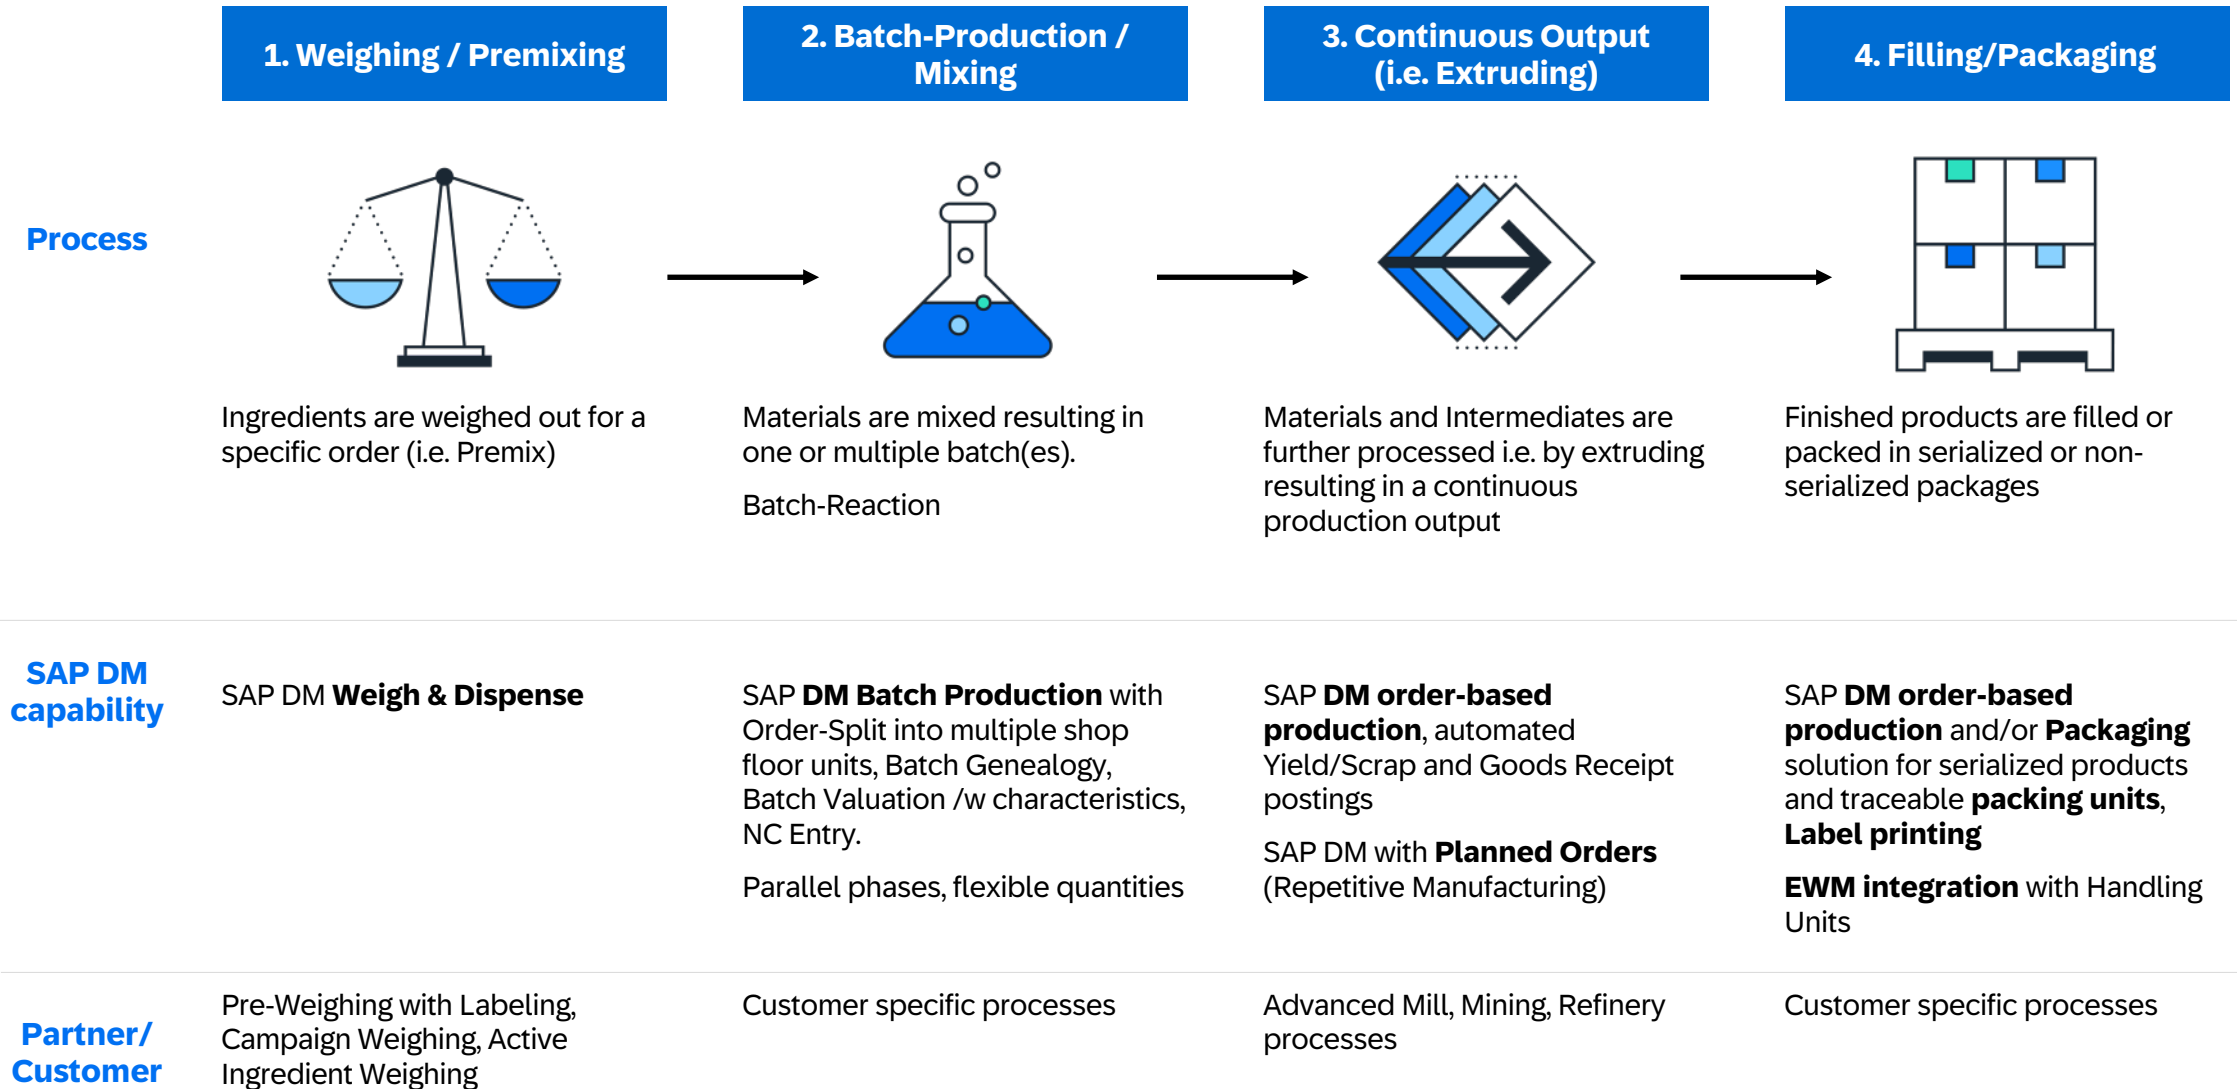 1. Weighing / Premixing
2. Batch-Production /
Mixing
3. Continuous Output
(i.e. Extruding)
4. Filling/Packaging
Process
Ingredients are weighed out for a
specific order (i.e. Premix)
Materials are mixed resulting in
one or multiple batch(es).
Batch-Reaction
Materials and Intermediates are
further processed i.e. by extruding
resulting in a continuous
production output
Finished products are filled or
packed in serialized or non-
serialized packages
SAP DM
capability
SAP DM Weigh & Dispense
SAP DM Batch Production with
Order-Split into multiple shop
floor units, Batch Genealogy,
Batch Valuation /w characteristics,
NC Entry.
Parallel phases, flexible quantities
SAP DM order-based
production, automated
Yield/Scrap and Goods Receipt
postings
SAP DM with Planned Orders
(Repetitive Manufacturing)
SAP DM order-based
production and/or Packaging
solution for serialized products
and traceable packing units,
Label printing
EWM integration with Handling
Units
Partner/
Customer
Pre-Weighing with Labeling,
Campaign Weighing, Active
Ingredient Weighing
Customer specific processes
Advanced Mill, Mining, Refinery
processes
Customer specific processes